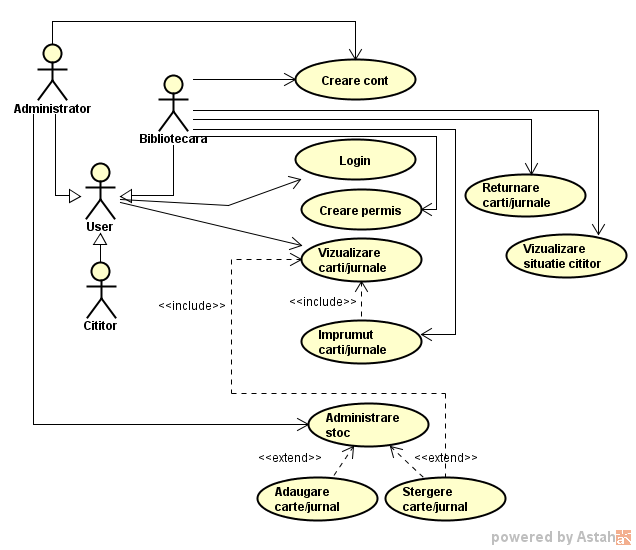 Creare cont
Administrator
Bibliotecara
Login
Returnare
carti/jurnale
Creare permis
User
Vizualizare
carti/jurnale
Vizualizare
situatie cititor
<<include>>
<<include>>
Cititor
Imprumut
carti/jurnale
Administrare
stoc
<<extend>>
<<extend>>
Adaugare
carte/jurnal
Stergere
carte/jurnal
powered by Astah